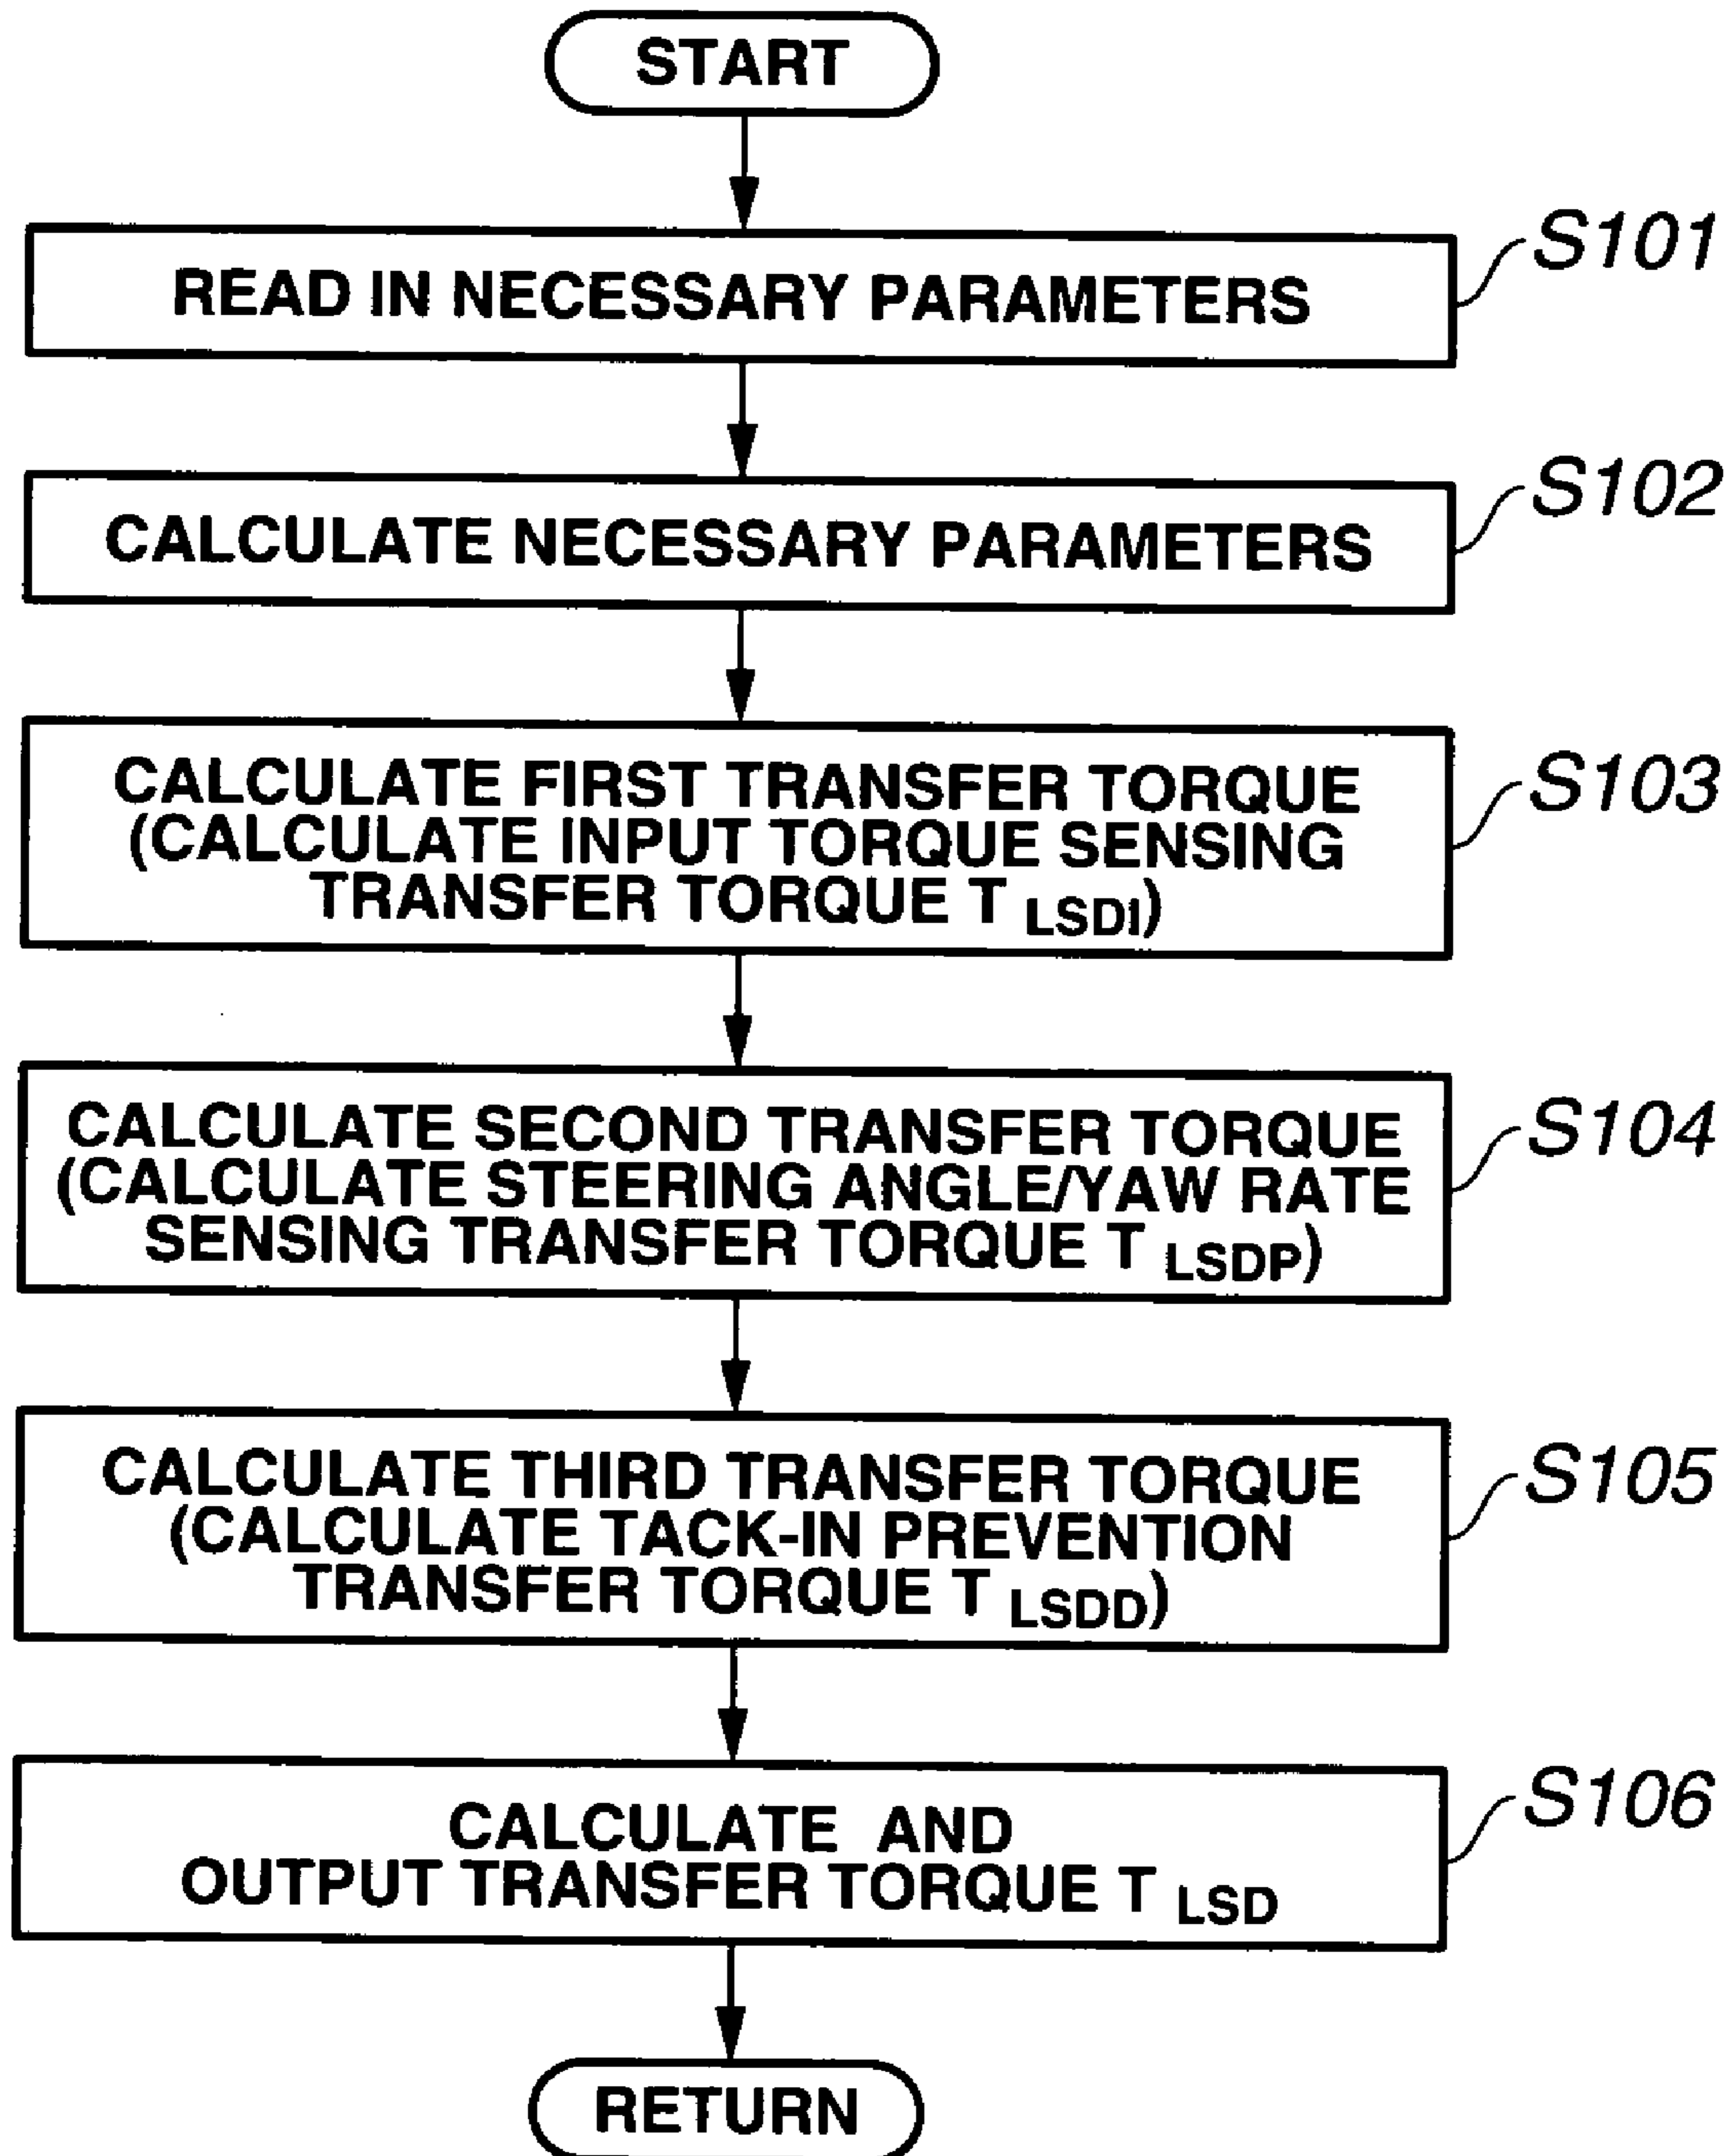 START
READ IN NECESSARY PARAMETERS
S101
CALCULATE NECESSARY PARAMETERS
S102
CALCULATE FIRST TRANSFER TORQUE
(CALCULATE INPUT TORQUE SENSING
TRANSFER TORQUE T LSDI)
S103
CALCULATE SECOND TRANSFER TORQUE
(CALCULATE STEERING ANGLE/YAW RATE
SENSING TRANSFER TORQUE T LSDP)
S104
CALCULATE THIRD TRANSFER TORQUE
(CALCULATE TACK-IN PREVENTION
TRANSFER TORQUE T LSDD)
S105
CALCULATE AND
OUTPUT TRANSFER TORQUE T LSD
S106
RETURN